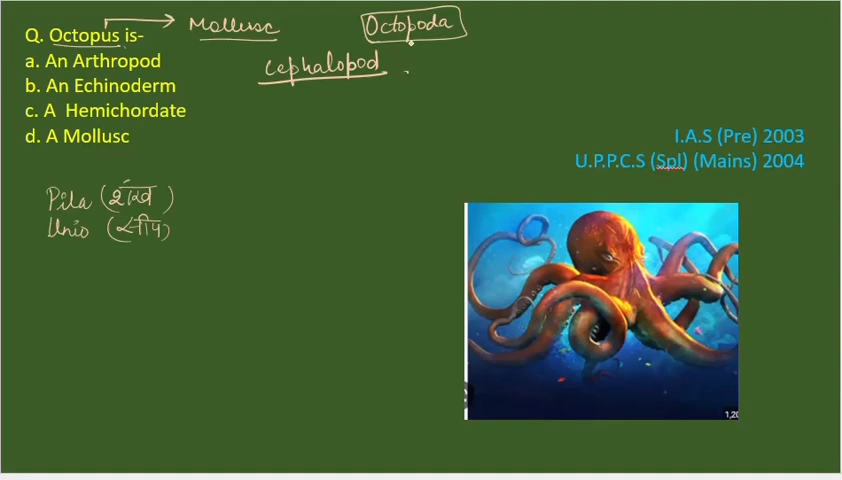 Q. Octopus is- → Mollusc
Octopoda
a. An Arthropod
cephalopod
b. An Echinoderm
c. A Hemichordate
d. A Mollusc
I.A.S (Pre) 2003
U.P.P.C.S (Spl) (Mains) 2004
Pila (शंख)
Unio (सीप)
1,20